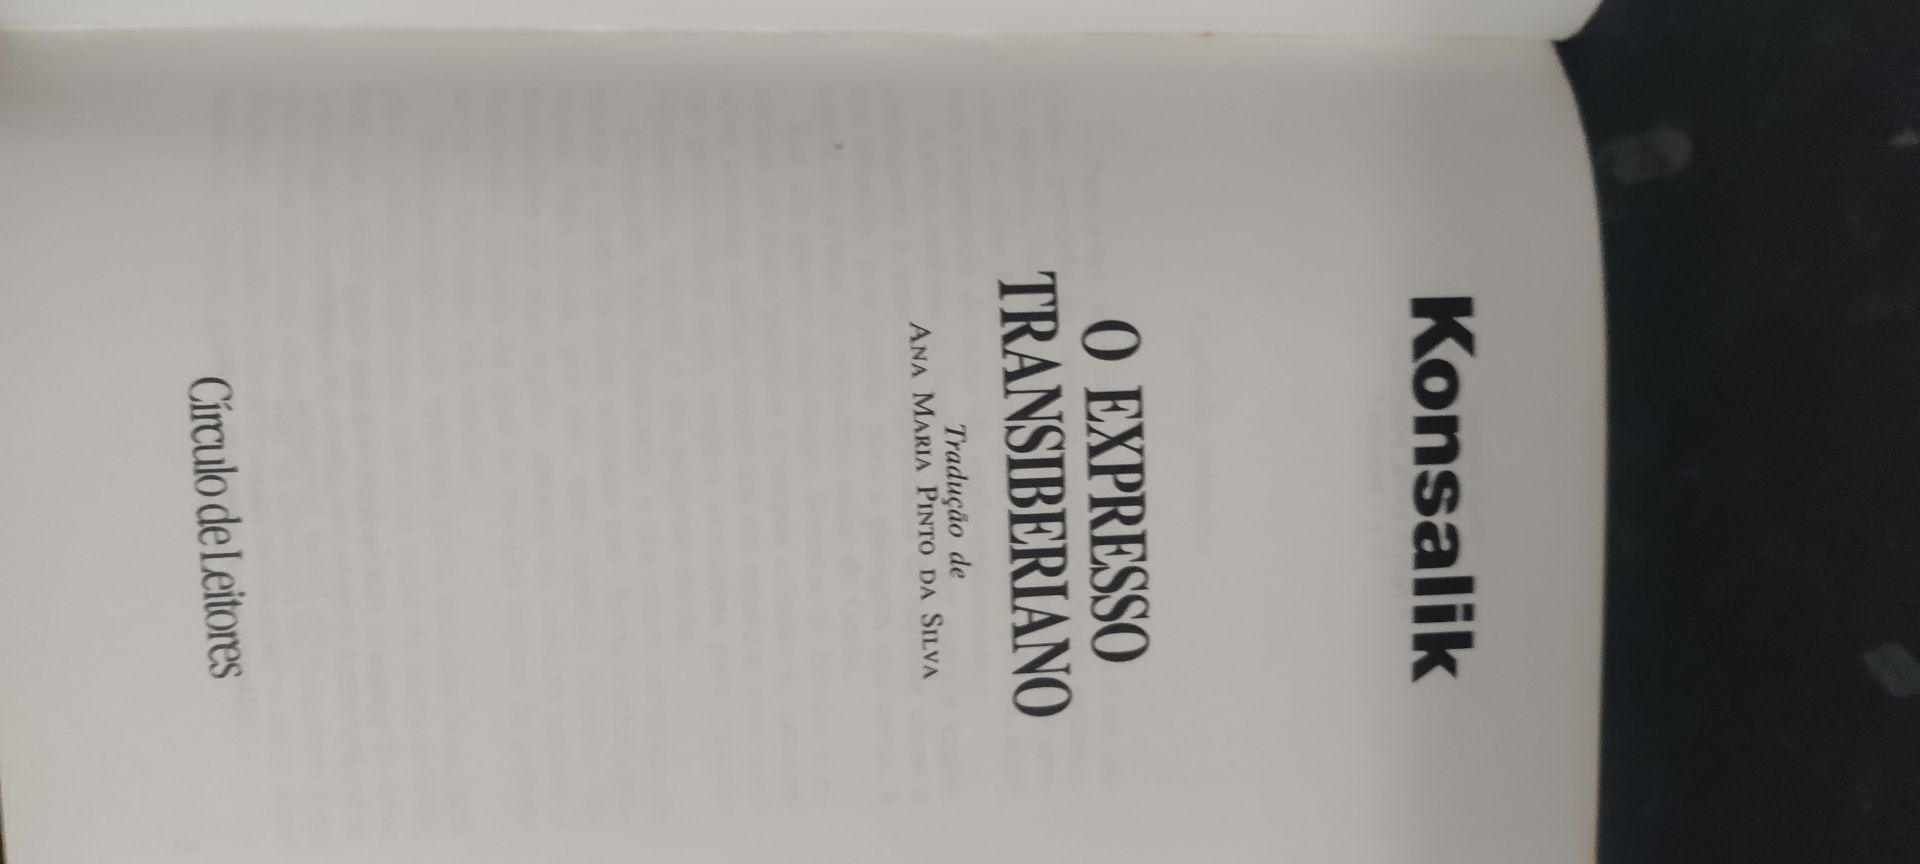 Konsalik
O EXPRESSO
TRANSIBERIANO
Tradução de
ANA MARIA PINTO DA SILVA
Círculo de Leitores